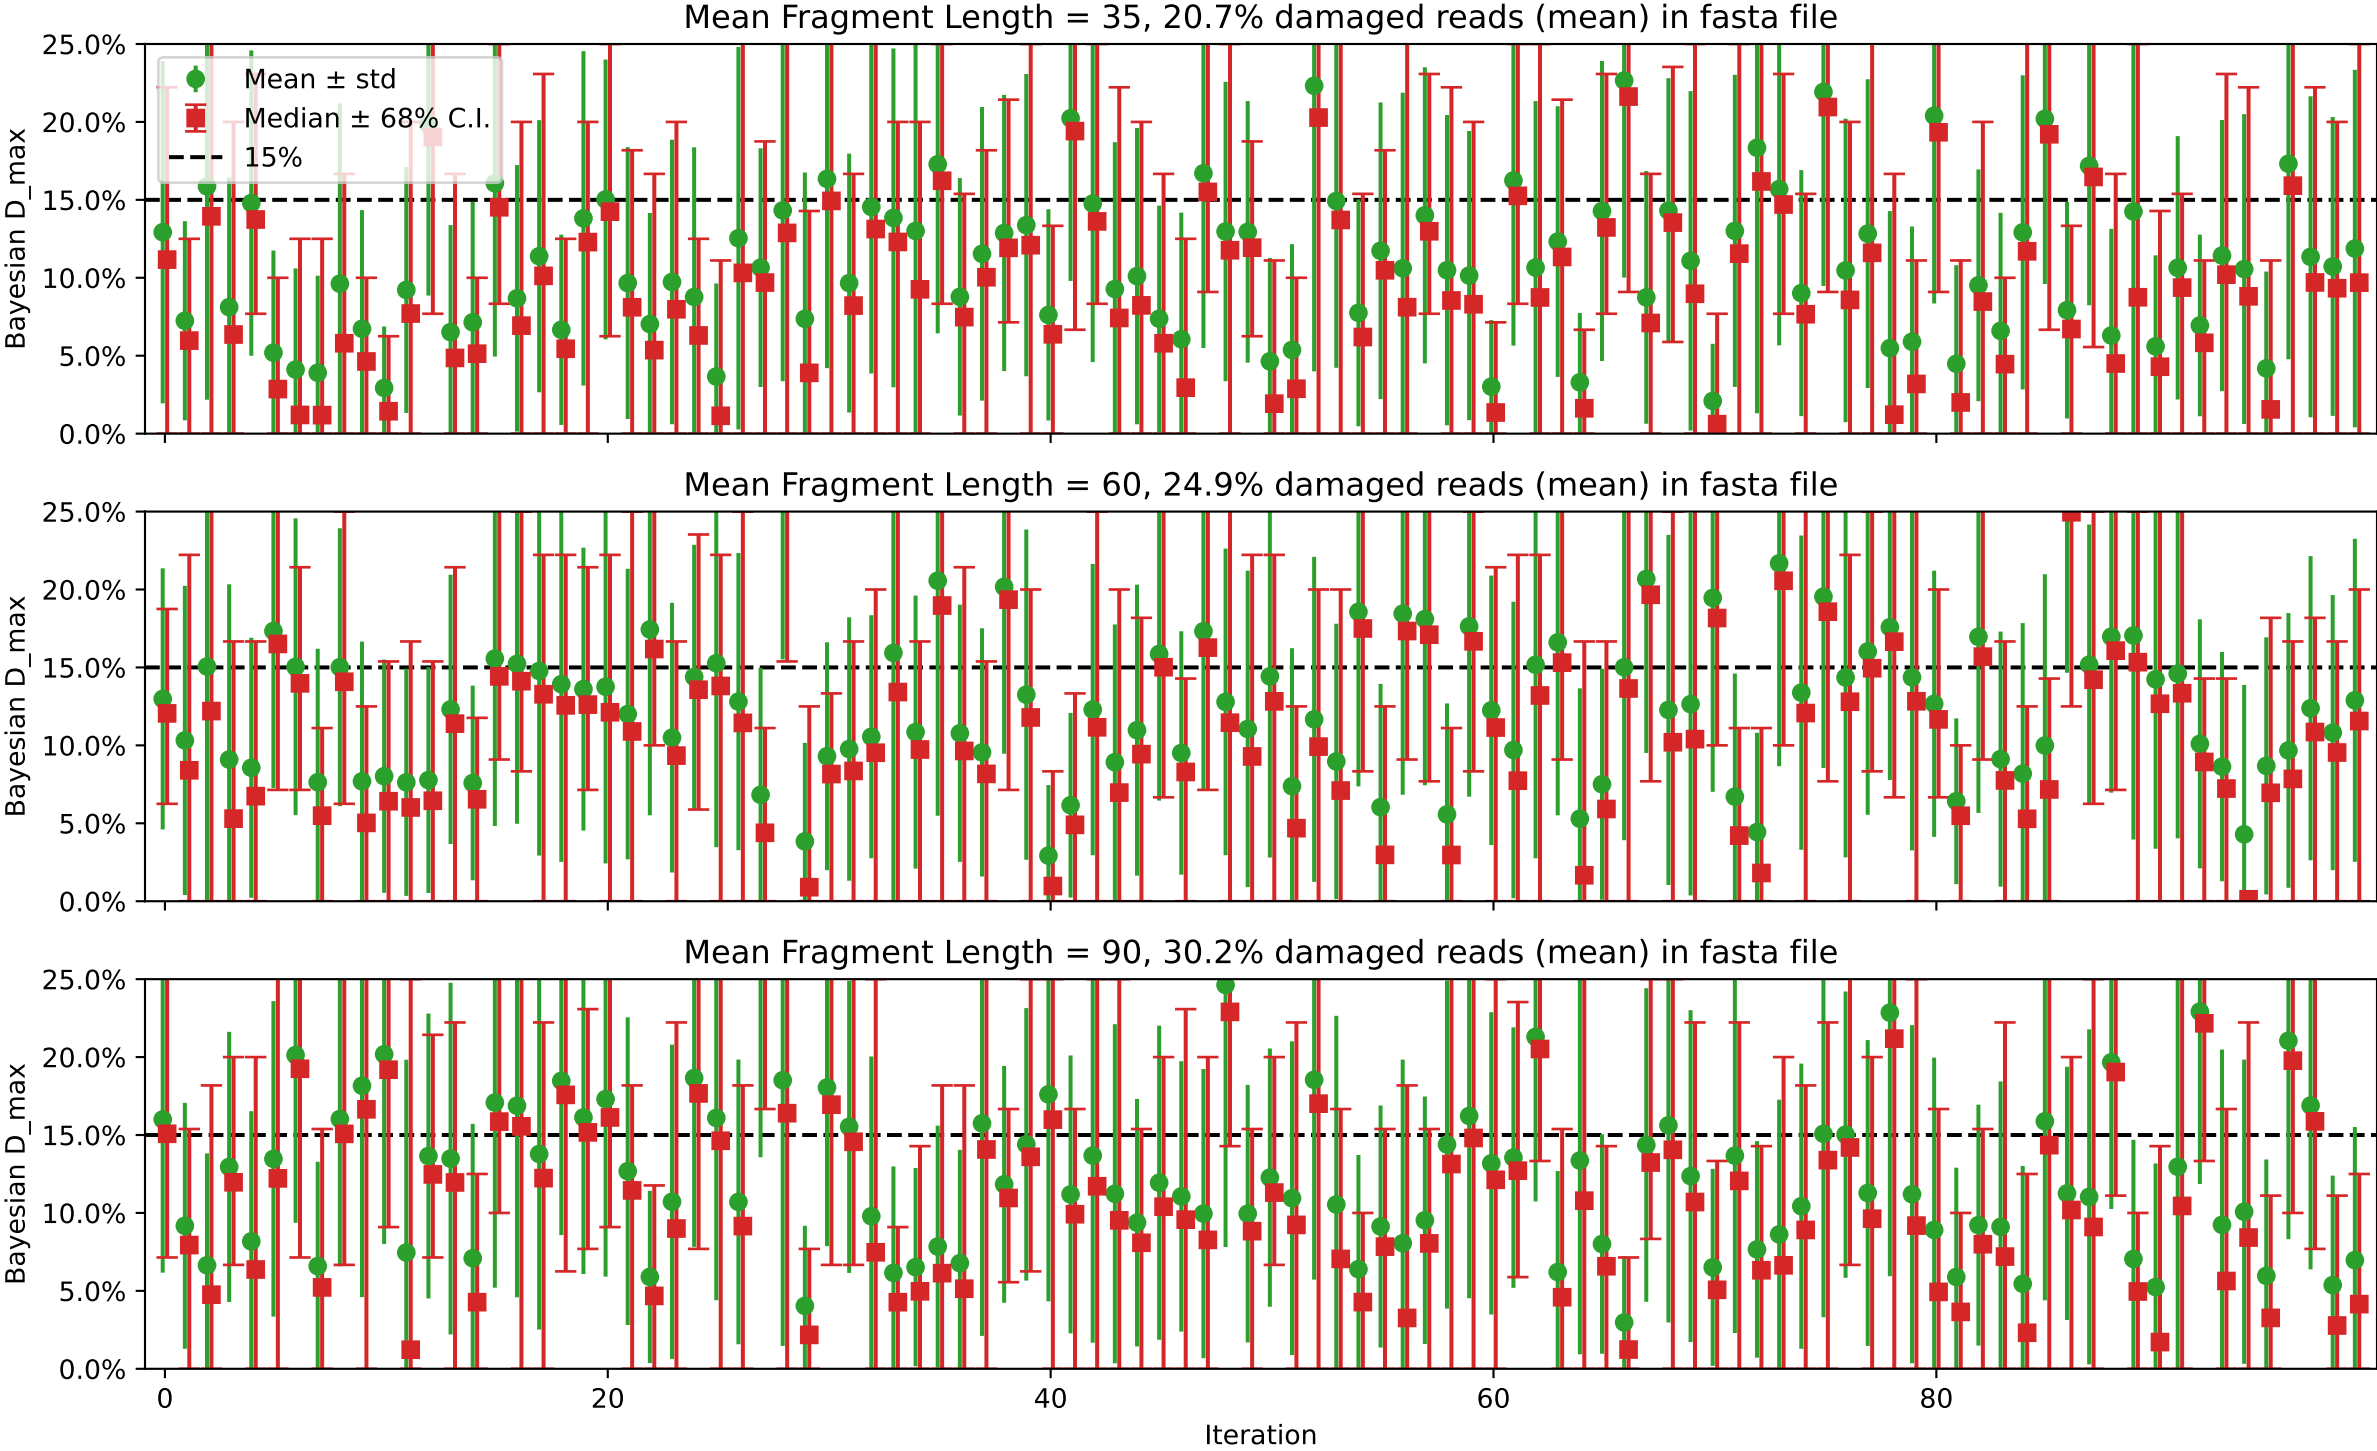 Mean Fragment Length = 35, 20.7% damaged reads (mean) in fasta file
25.0%
20.0%
15.0%
10.0%
5.0%
0.0%
Bayesian D_max
Mean ± std
Median ± 68% C.I.
15%
Mean Fragment Length = 60, 24.9% damaged reads (mean) in fasta file
25.0%
20.0%
15.0%
10.0%
5.0%
0.0%
Bayesian D_max
Mean Fragment Length = 90, 30.2% damaged reads (mean) in fasta file
25.0%
20.0%
15.0%
10.0%
5.0%
0.0%
Bayesian D_max
0 20 40 60 80
Iteration